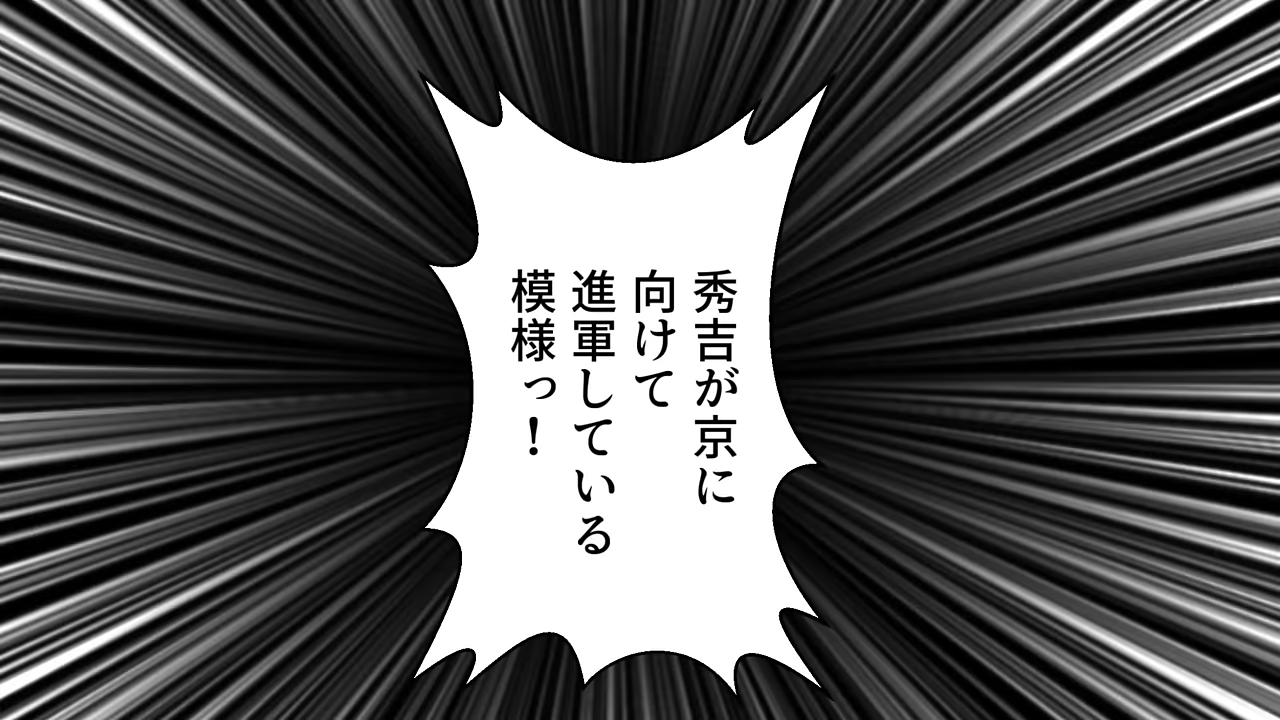 秀吉が京に
向けて
進軍している
模様っ！